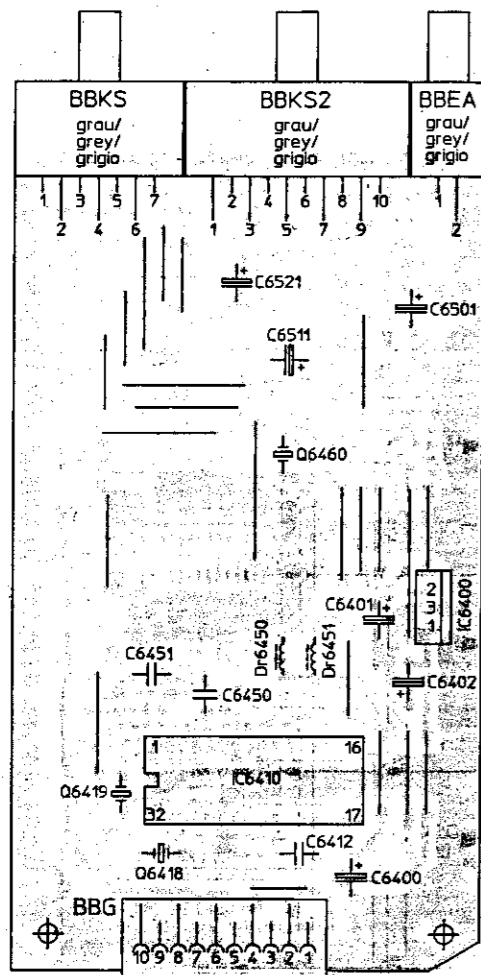 BBKS BBKS2 BBEA
grau/ grau/ grau/
grey/ grey/ grey/
grigio grigio grigio
1 3 5 7 2 4 6 8 10 1
2 4 6 1 3 5 7 9 2
+ C6521
+ C6501
C6511
+
Q6460
2
3
1
IC6400
C6401 +
Dr6450
Dr6451
C6451
C6450
C6402
+
1 16
IC6410
32 17
Q6419
Q6418
C6412
+
C6400
BBG
10 9 8 7 6 5 4 3 2 1